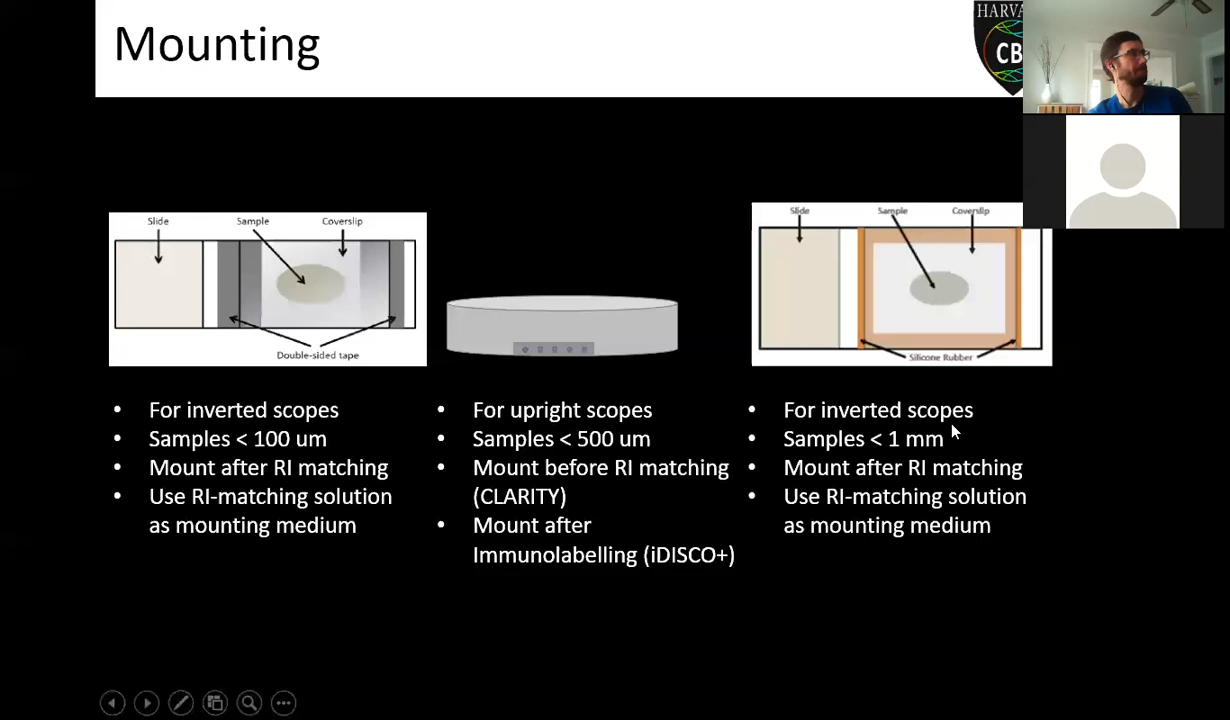 Mounting
HARVA
CB
Slide
Sample
Coverslip
Double-sided tape
• For inverted scopes
• Samples < 100 um
• Mount after RI matching
• Use RI-matching solution
as mounting medium
• For upright scopes
• Samples < 500 um
• Mount before RI matching
(CLARITY)
• Mount after
Immunolabelling (iDISCO+)
Slide
Sample
Coverslip
Silicone Rubber
• For inverted scopes
• Samples < 1 mm
• Mount after RI matching
• Use RI-matching solution
as mounting medium